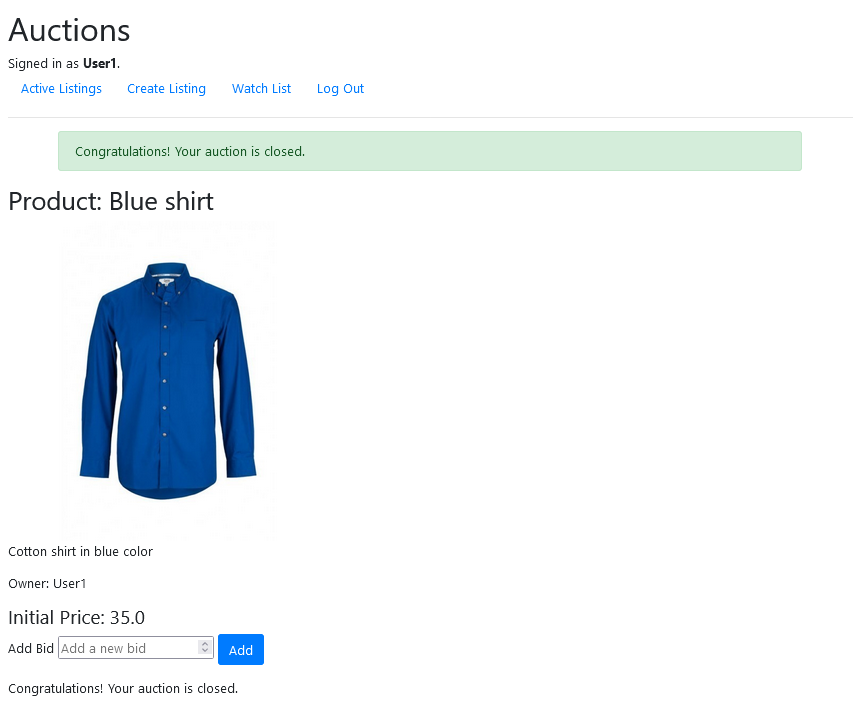 Auctions
Signed in as User1.
Active Listings Create Listing Watch List Log Out
Congratulations! Your auction is closed.
Product: Blue shirt
Cotton shirt in blue color
Owner: User1
Initial Price: 35.0
Add Bid Add a new bid Add
Congratulations! Your auction is closed.